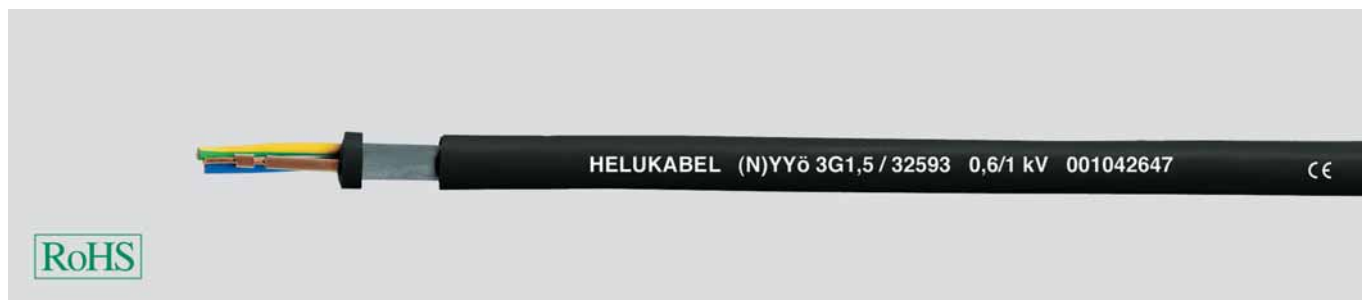 HELUKABEL (N)YYö 3G1,5 / 32593 0,6/1 kV 001042647 CE
RoHS